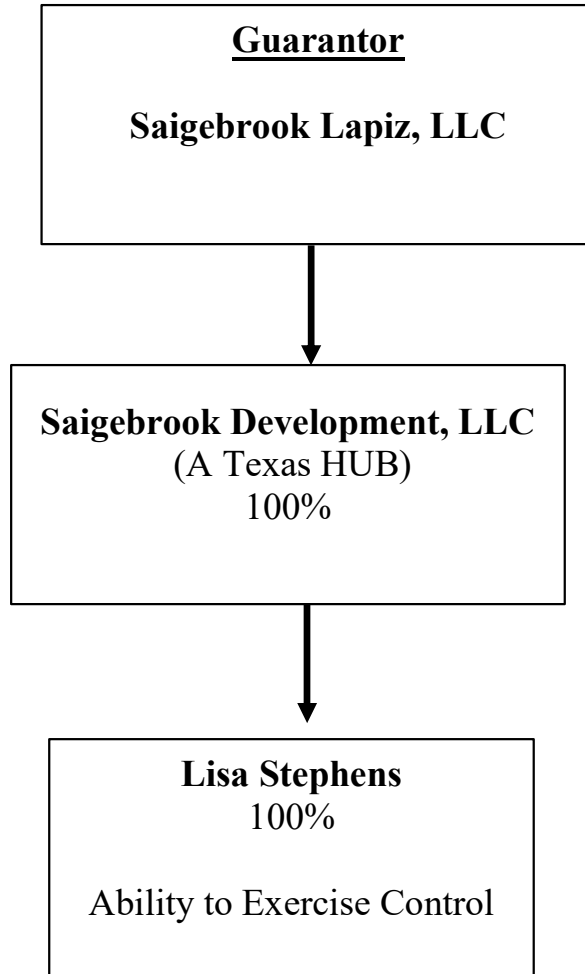 Guarantor
Saigebrook Lapiz, LLC
Saigebrook Development, LLC
(A Texas HUB)
100%
Lisa Stephens
100%
Ability to Exercise Control